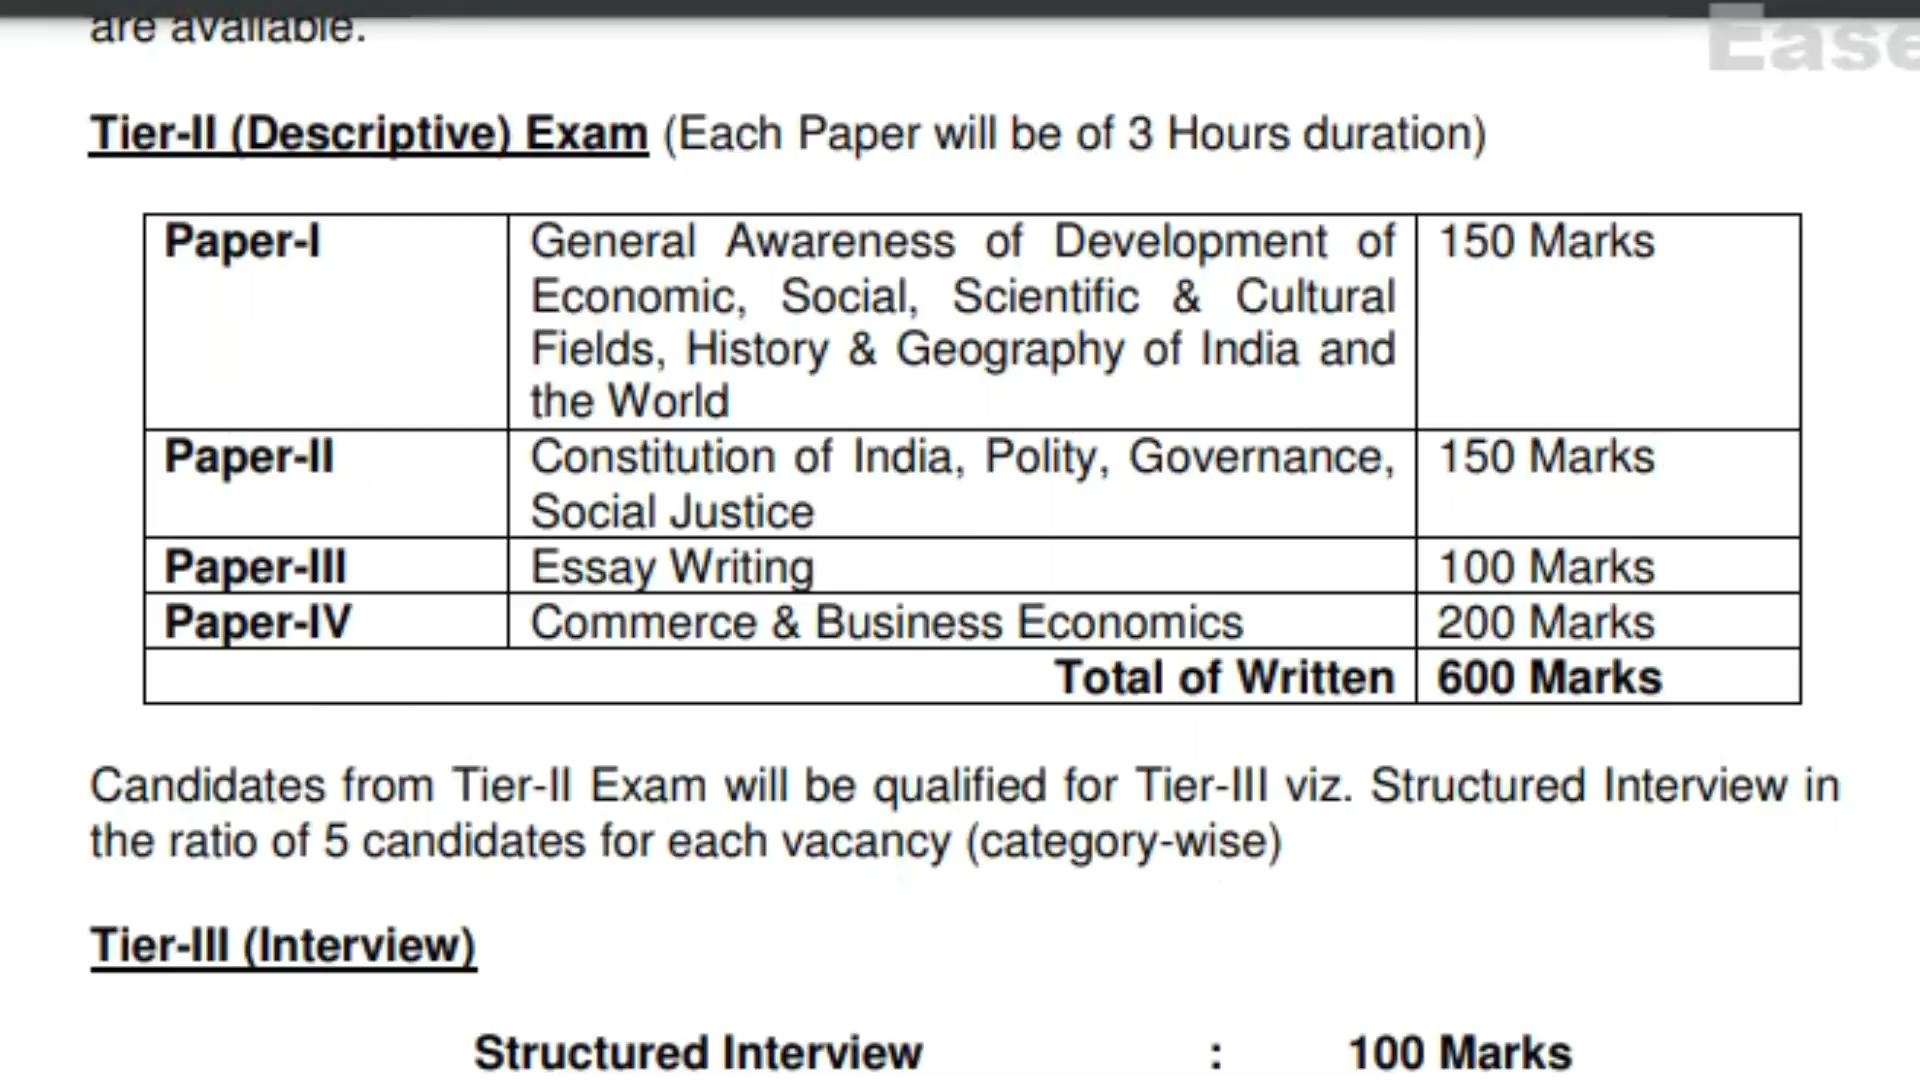 are available.
Ease
Tier-II (Descriptive) Exam (Each Paper will be of 3 Hours duration)
Paper-I
General Awareness of Development of
Economic, Social, Scientific & Cultural
Fields, History & Geography of India and
the World
150 Marks
Paper-II
Constitution of India, Polity, Governance,
Social Justice
150 Marks
Paper-III
Essay Writing
100 Marks
Paper-IV
Commerce & Business Economics
200 Marks
Total of Written
600 Marks
Candidates from Tier-II Exam will be qualified for Tier-III viz. Structured Interview in
the ratio of 5 candidates for each vacancy (category-wise)
Tier-III (Interview)
Structured Interview : 100 Marks